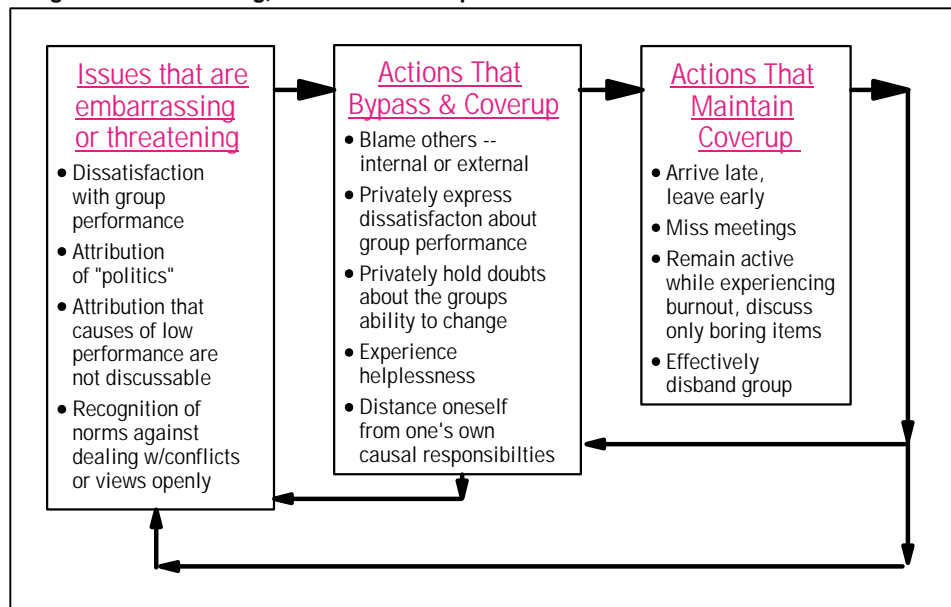 Issues that are
embarrassing
or threatening
• Dissatisfaction
with group
performance
• Attribution
of "politics"
• Attribution that
causes of low
performance are
not discussable
• Recognition of
norms against
dealing w/conflicts
or views openly
Actions That
Bypass & Coverup
• Blame others --
internal or external
• Privately express
dissatisfacton about
group performance
• Privately hold doubts
about the groups
ability to change
• Experience
helplessness
• Distance oneself
from one's own
causal responsibilties
Actions That
Maintain
Coverup
• Arrive late,
leave early
• Miss meetings
• Remain active
while experiencing
burnout, discuss
only boring items
• Effectively
disband group